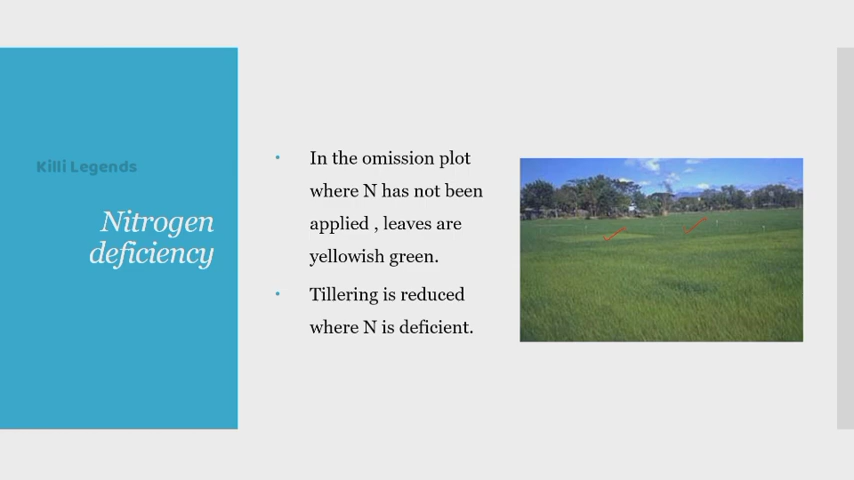 Killi Legends
Nitrogen
deficiency
In the omission plot
where N has not been
applied , leaves are
yellowish green.
Tillering is reduced
where N is deficient.